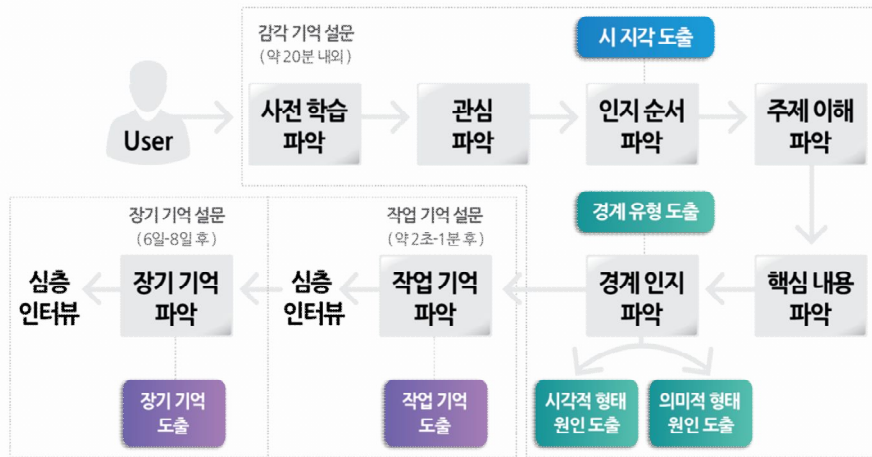 감각 기억 설문
(약 20분 내외)
시 지각 도출
User
사전 학습
파악
관심
파악
인지 순서
파악
주제 이해
파악
장기 기억 설문
(6일-8일 후)
작업 기억 설문
(약 2초-1분 후)
경계 유형 도출
심층
인터뷰
장기 기억
파악
심층
인터뷰
작업 기억
파악
경계 인지
파악
핵심 내용
파악
장기 기억
도출
작업 기억
도출
시각적 형태
원인 도출
의미적 형태
원인 도출